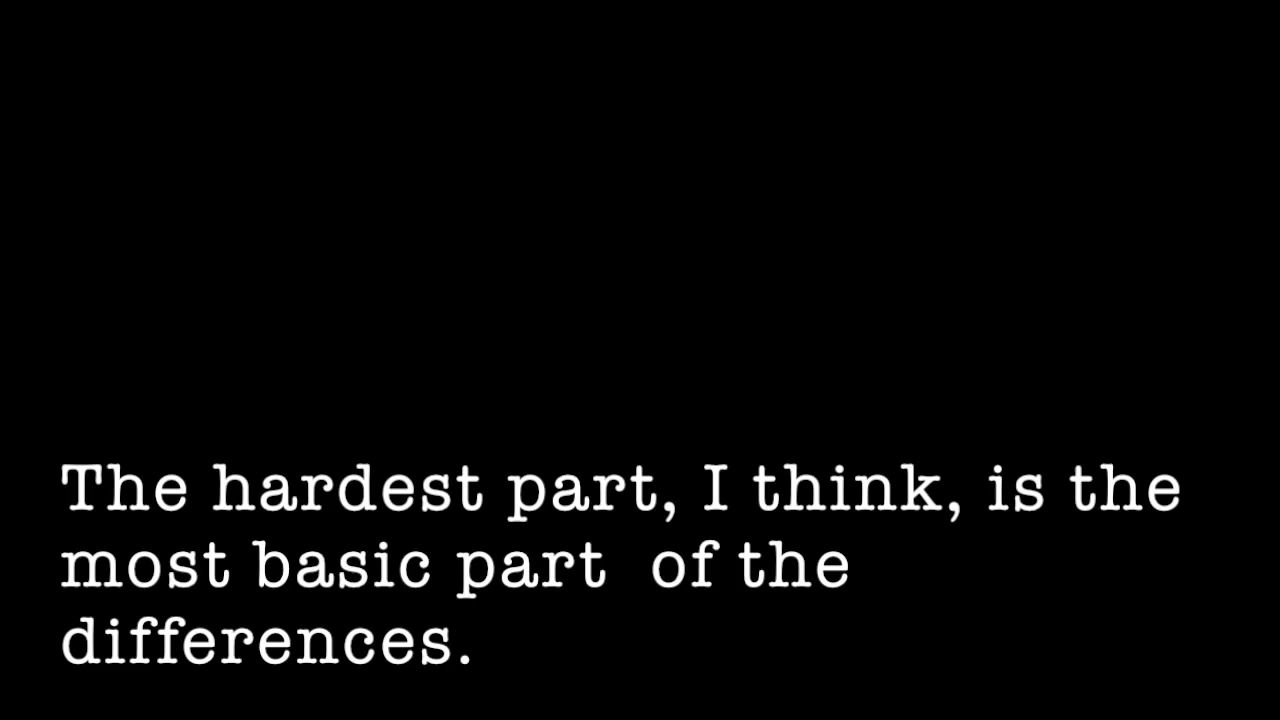 The hardest part, I think, is the
most basic part  of the
differences.